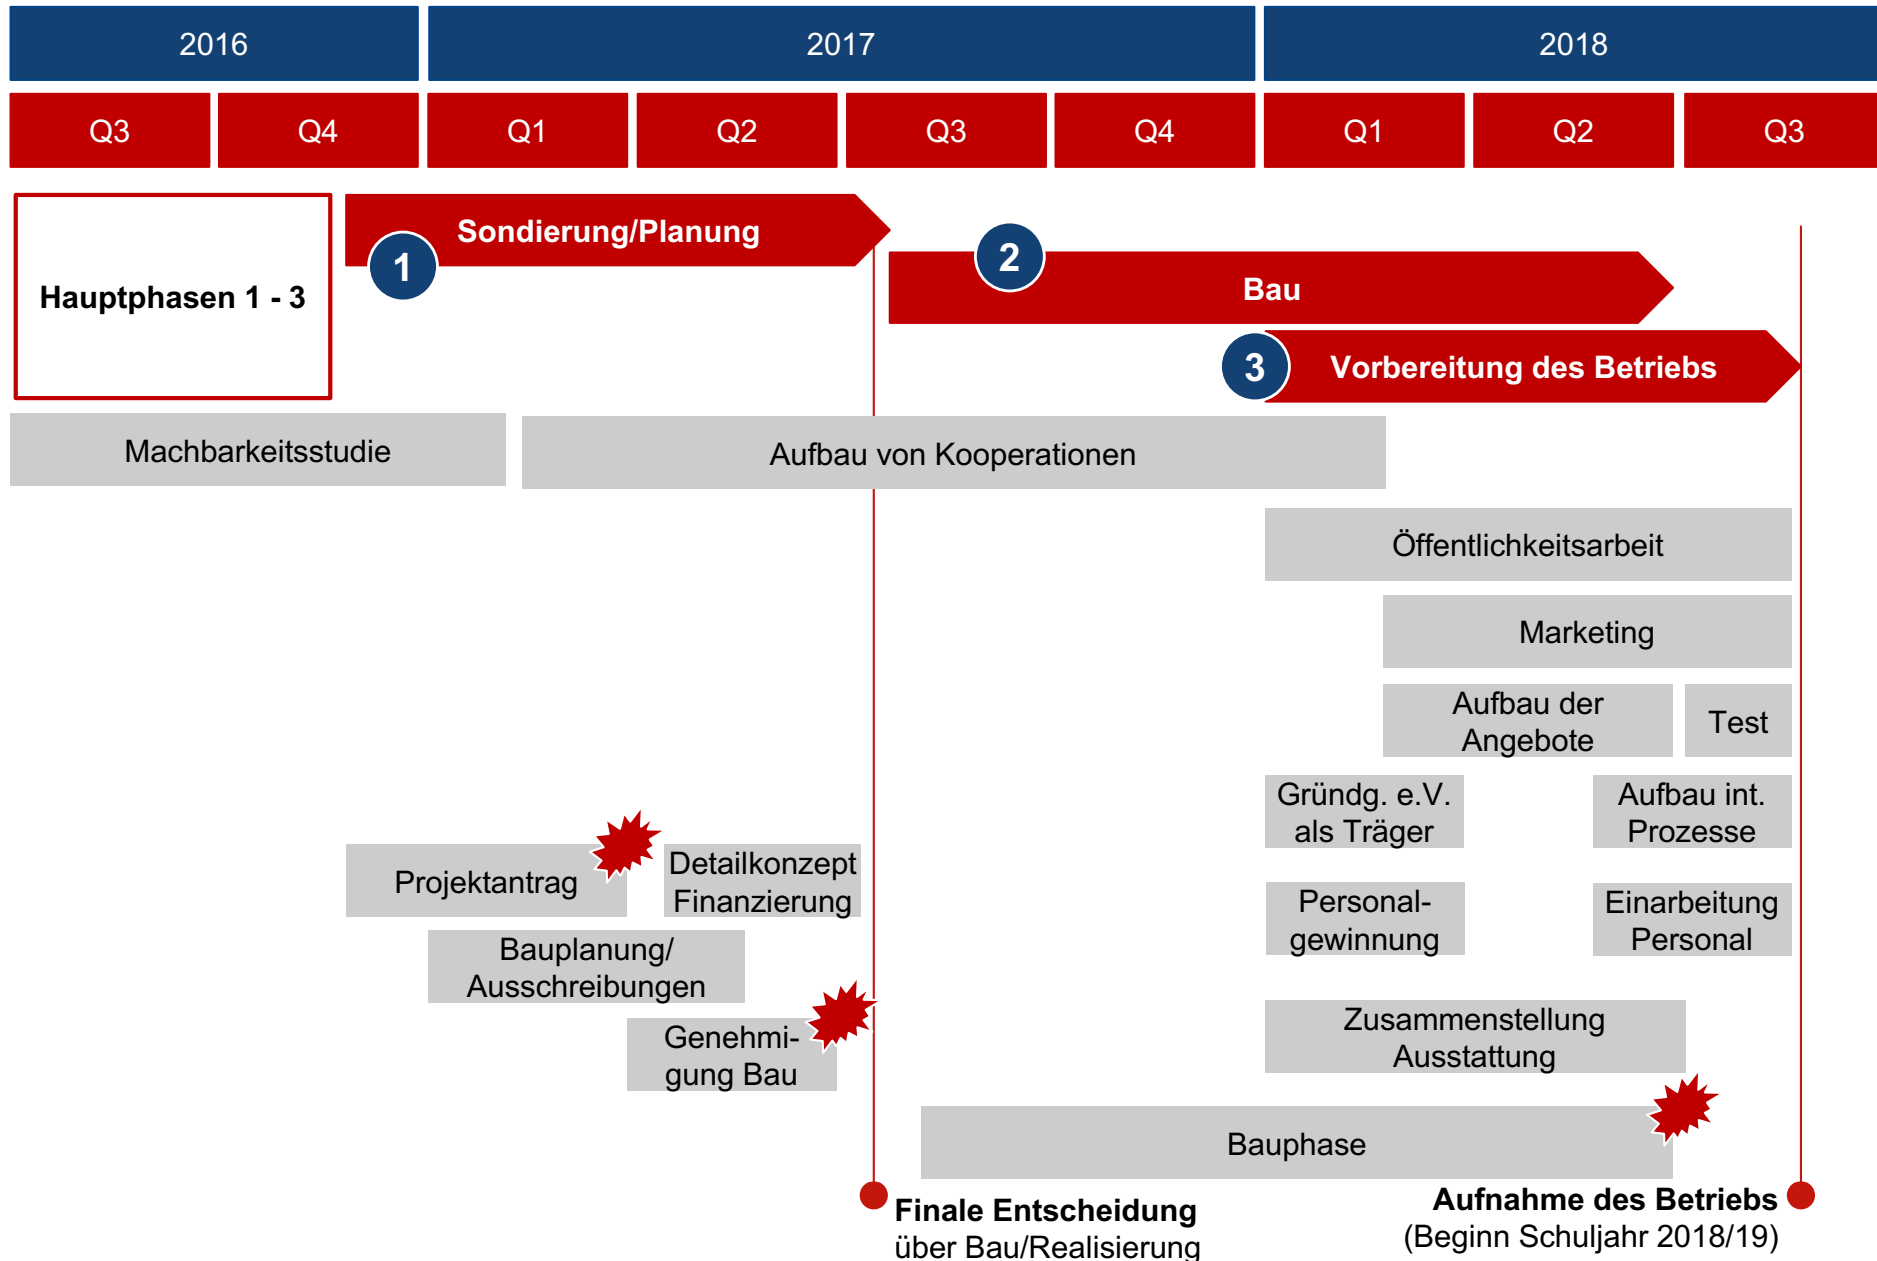 2016
2017
2018
Q3
Q4
Q1
Q2
Q3
Q4
Q1
Q2
Q3
Hauptphasen 1 - 3
1
Sondierung/Planung
2
Bau
3
Vorbereitung des Betriebs
Machbarkeitsstudie
Aufbau von Kooperationen
Öffentlichkeitsarbeit
Marketing
Aufbau der
Angebote
Test
Gründg. e.V.
als Träger
Aufbau int.
Prozesse
Projektantrag
Detailkonzept
Finanzierung
Personal-
gewinnung
Einarbeitung
Personal
Bauplanung/
Ausschreibungen
Genehmi-
gung Bau
Zusammenstellung
Ausstattung
Bauphase
Finale Entscheidung
über Bau/Realisierung
Aufnahme des Betriebs
(Beginn Schuljahr 2018/19)